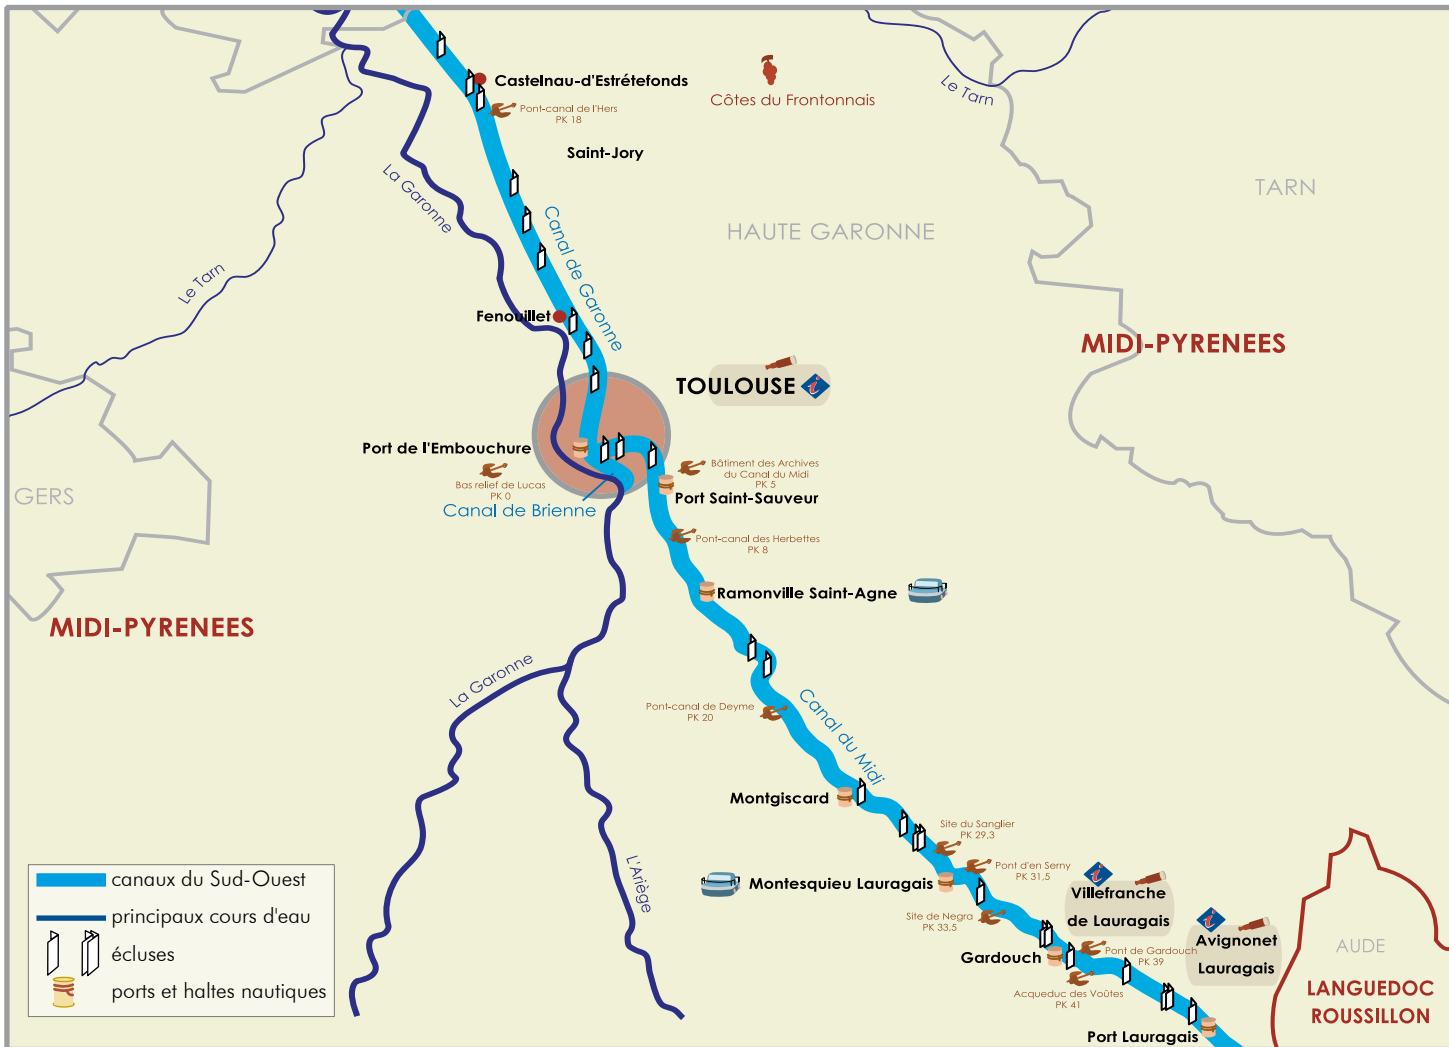 Castelnau-d'Estrétefonds
Pont-canal de l'Hers
PK 18
Côtes du Frontonnais
Le Tarn
Saint-Jory
La Garonne
TARN
HAUTE GARONNE
Canal de Garonne
Le Tarn
Fenouillet
MIDI-PYRENEES
TOULOUSE
i
Port de l'Embouchure
Bas relief de Lucas
PK 0
Canal de Brienne
Bâtiment des Archives
du Canal du Midi
PK 5
Port Saint-Sauveur
GERS
Pont-canal des Herbettes
PK 8
Ramonville Saint-Agne
MIDI-PYRENEES
La Garonne
Pont-canal de Deyme
PK 20
Canal du Midi
Montgiscard
Site du Sanglier
PK 29,3
Pont d'en Serny
PK 31,5
Montesquieu Lauragais
L'Ariège
Site de Negra
PK 33,5
i
Villefranche
de Lauragais
i
Avignonet
Lauragais
Gardouch
Pont de Gardouch
PK 39
Acqueduc des Voûtes
PK 41
Port Lauragais
AUDE
LANGUEDOC
ROUSSILLON
canaux du Sud-Ouest
principaux cours d'eau
écluses
ports et haltes nautiques